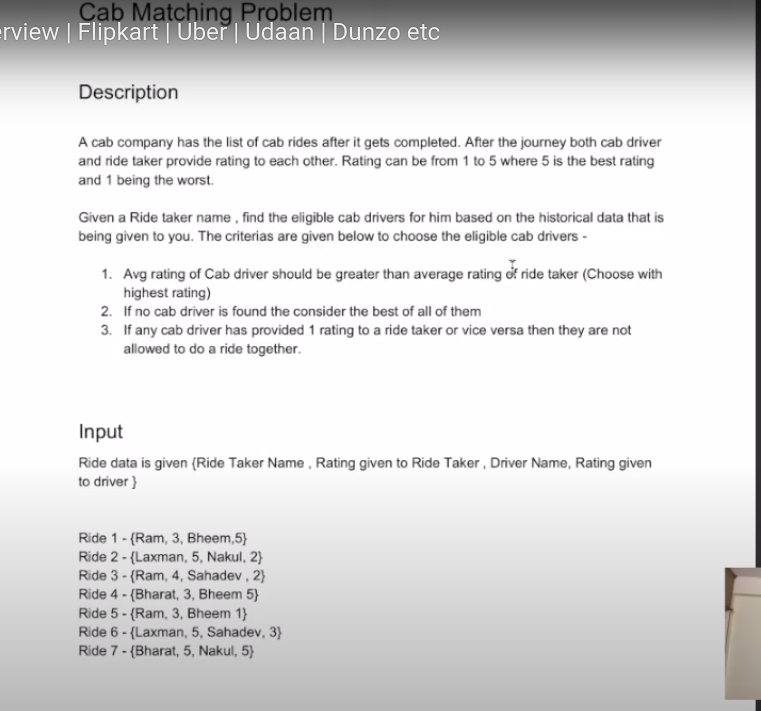 Cab Matching Problem
erview | Flipkart | Uber | Udaan | Dunzo etc
Description
A cab company has the list of cab rides after it gets completed. After the journey both cab driver
and ride taker provide rating to each other. Rating can be from 1 to 5 where 5 is the best rating
and 1 being the worst.
Given a Ride taker name , find the eligible cab drivers for him based on the historical data that is
being given to you. The criterias are given below to choose the eligible cab drivers -
1. Avg rating of Cab driver should be greater than average rating of ride taker (Choose with
highest rating)
2. If no cab driver is found the consider the best of all of them
3. If any cab driver has provided 1 rating to a ride taker or vice versa then they are not
allowed to do a ride together.
Input
Ride data is given {Ride Taker Name , Rating given to Ride Taker , Driver Name, Rating given
to driver }
Ride 1 - {Ram, 3, Bheem,5}
Ride 2 - {Laxman, 5, Nakul, 2}
Ride 3 - {Ram, 4, Sahadev , 2}
Ride 4 - {Bharat, 3, Bheem 5}
Ride 5 - {Ram, 3, Bheem 1}
Ride 6 - {Laxman, 5, Sahadev, 3}
Ride 7 - {Bharat, 5, Nakul, 5}